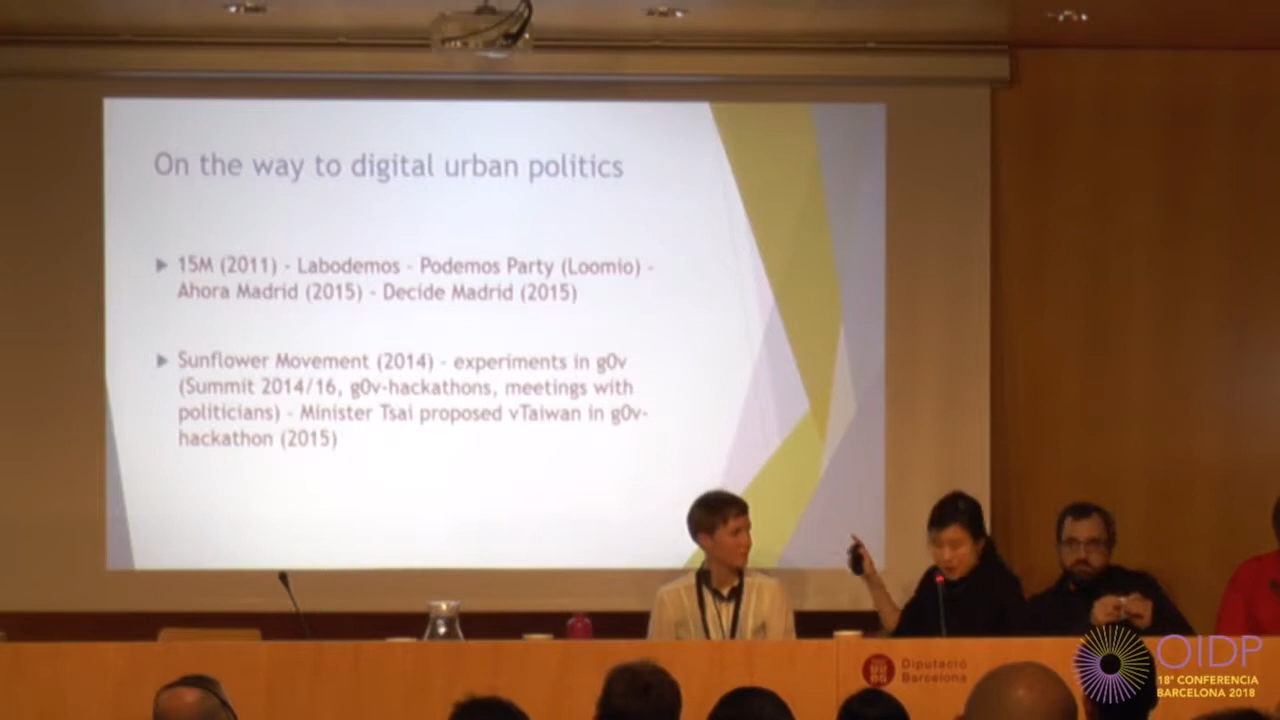 On the way to digital urban politics
15M (2011) - Labodemos - Podemos Party (Loomio) -
Ahora Madrid (2015) - Decide Madrid (2015)
Sunflower Movement (2014) - experiments in g0v
(Summit 2014/16, g0v-hackathons, meetings with
politicians) - Minister Tsai proposed vTaiwan in g0v-
hackathon (2015)
Diputació
Barcelona
OIDP
18ª CONFERENCIA
BARCELONA 2018